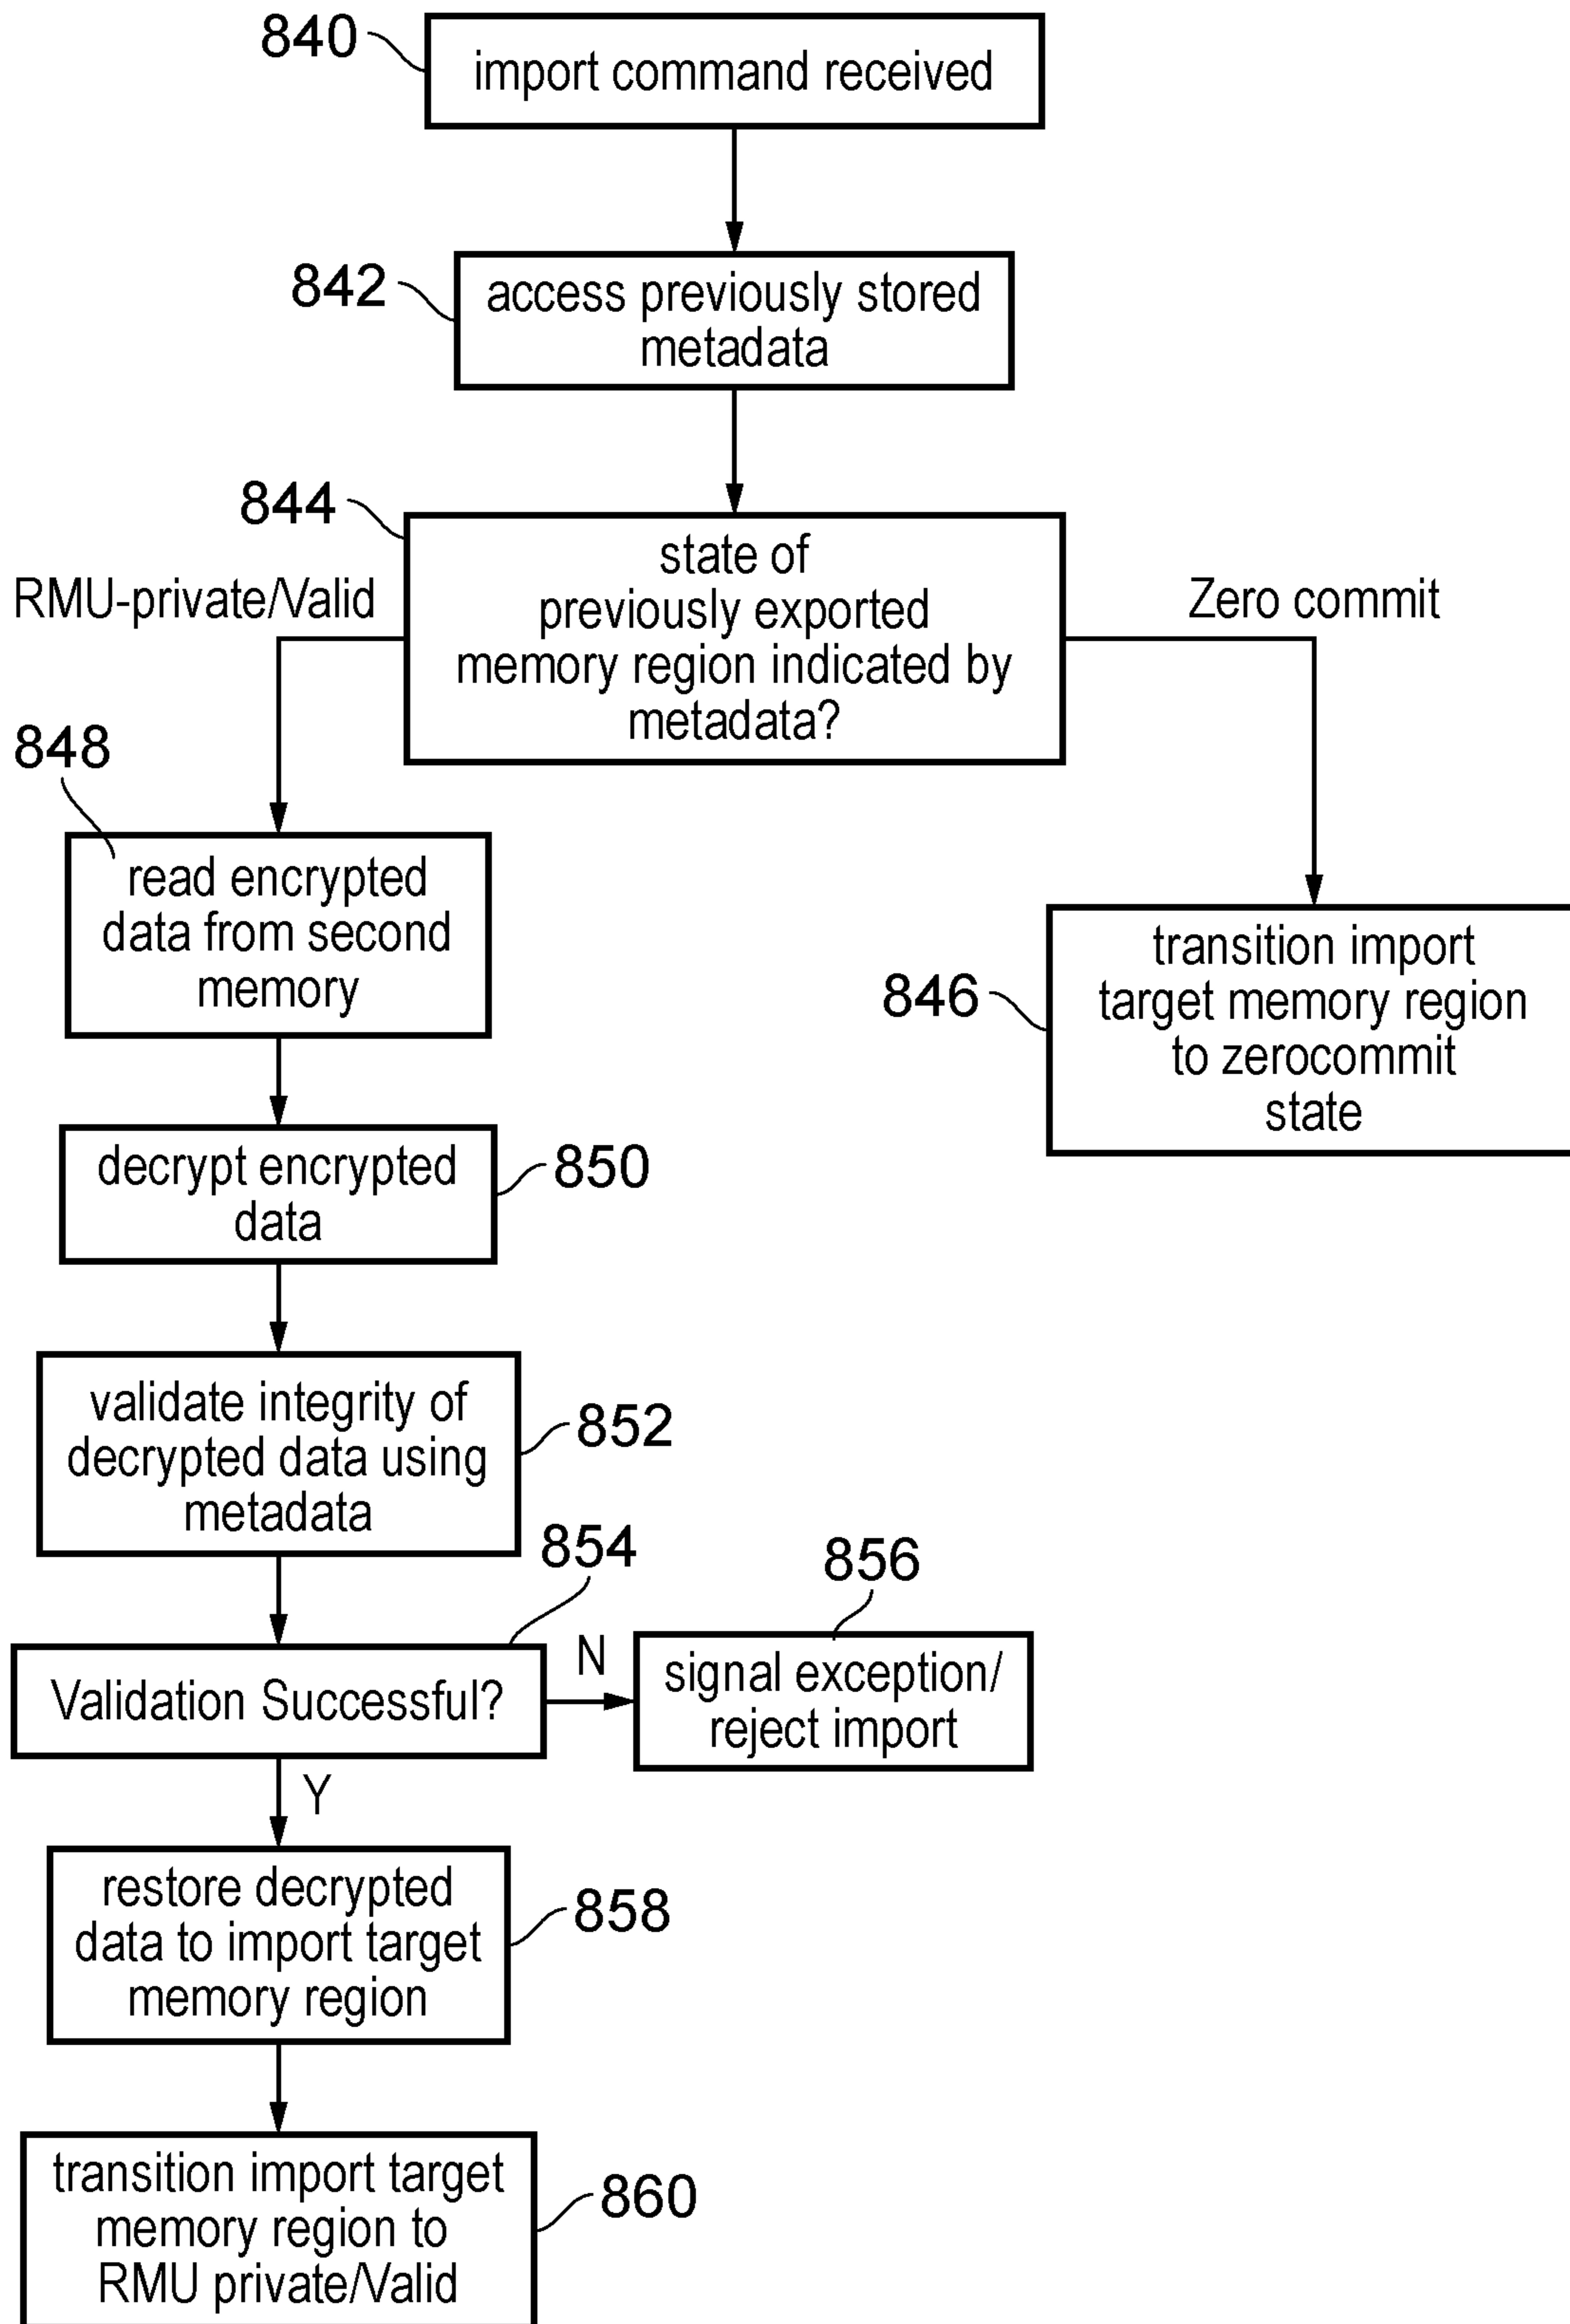 840
import command received
842
access previously stored
metadata
844
state of
previously exported
memory region indicated by
metadata?
RMU-private/Valid
Zero commit
848
read encrypted
data from second
memory
846
transition import
target memory region
to zerocommit
state
decrypt encrypted
data
850
validate integrity of
decrypted data using
metadata
852
854
Validation Successful?
N
856
signal exception/
reject import
Y
restore decrypted
data to import target
memory region
858
transition import target
memory region to
RMU private/Valid
860